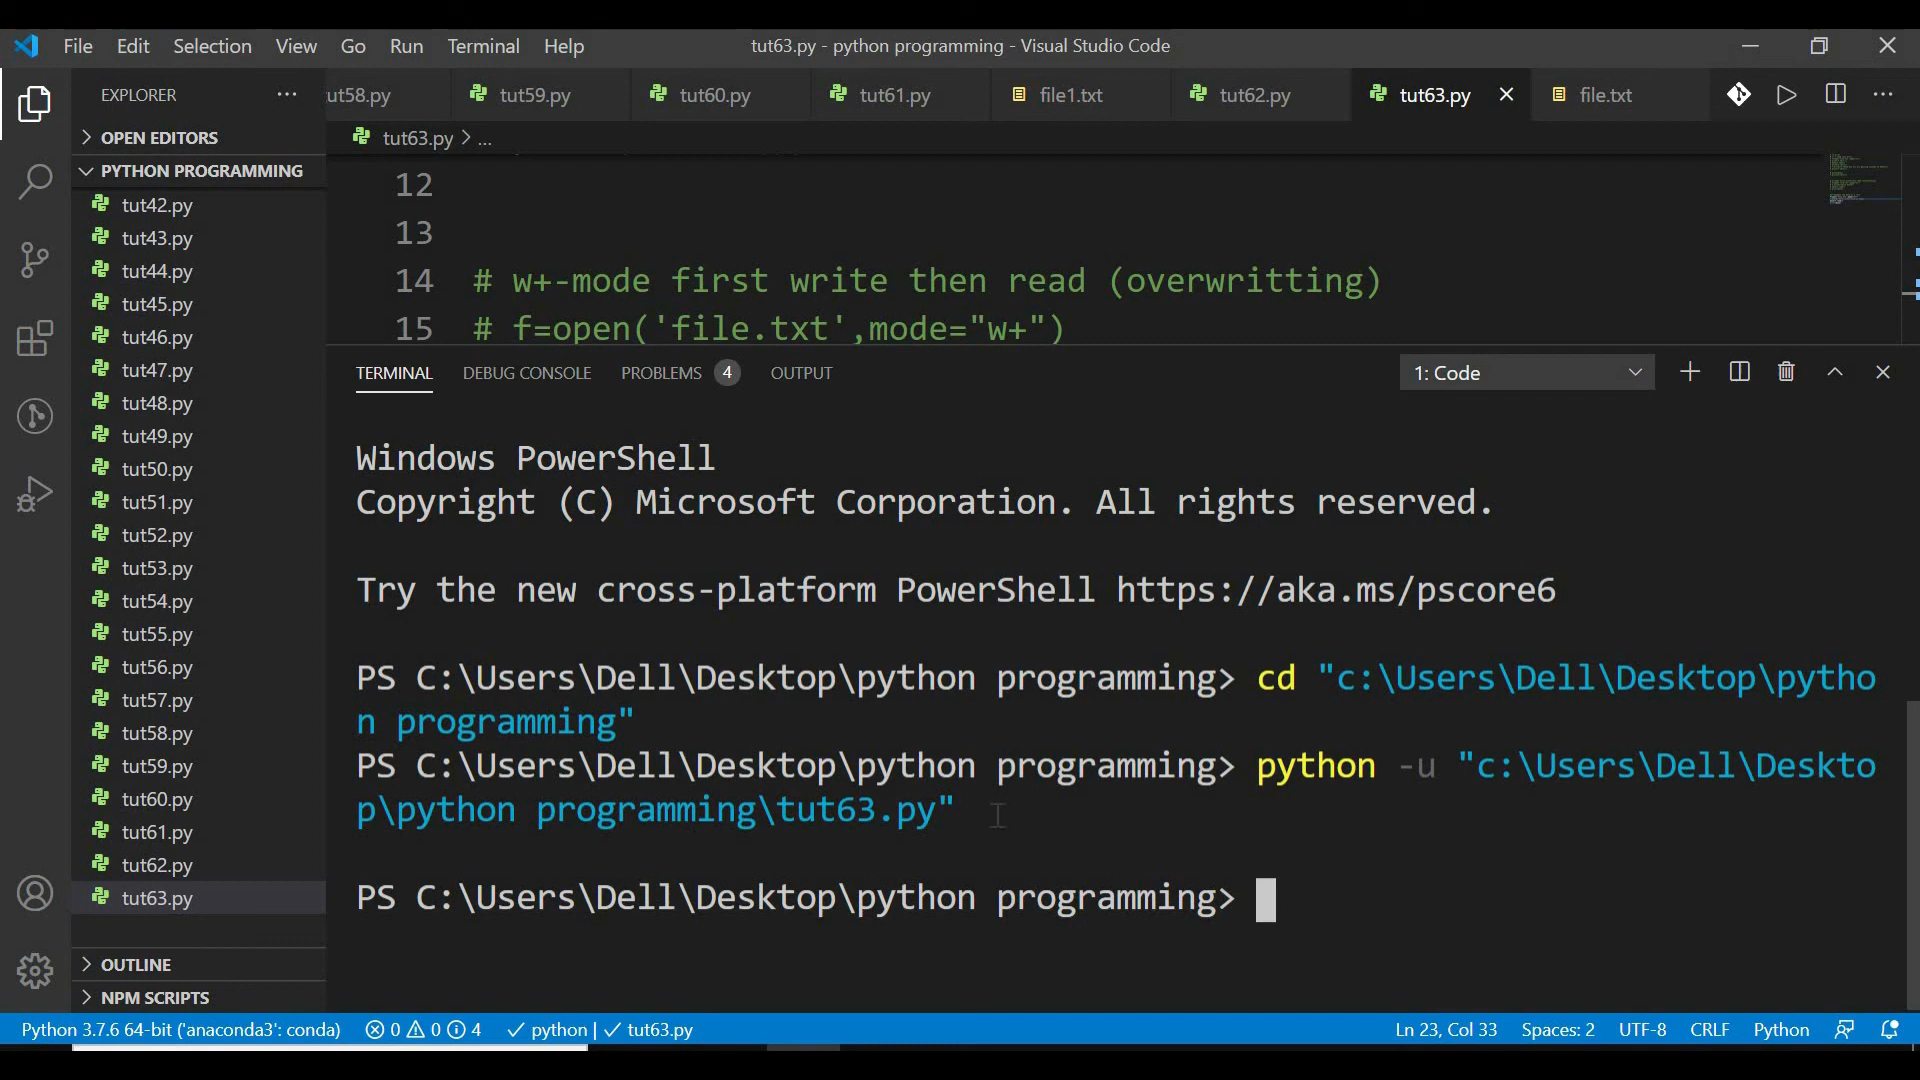 File Edit Selection View Go Run Terminal Help tut63.py - python programming - Visual Studio Code
EXPLORER ··· ut58.py tut59.py tut60.py tut61.py file1.txt tut62.py tut63.py file.txt
OPEN EDITORS
tut63.py > ...
PYTHON PROGRAMMING
tut42.py
tut43.py
tut44.py
tut45.py
tut46.py
tut47.py
tut48.py
tut49.py
tut50.py
tut51.py
tut52.py
tut53.py
tut54.py
tut55.py
tut56.py
tut57.py
tut58.py
tut59.py
tut60.py
tut61.py
tut62.py
tut63.py
OUTLINE
NPM SCRIPTS
12
13
14 # w+-mode first write then read (overwritting)
15 # f=open('file.txt',mode="w+")
TERMINAL DEBUG CONSOLE PROBLEMS 4 OUTPUT 1: Code
Windows PowerShell
Copyright (C) Microsoft Corporation. All rights reserved.
Try the new cross-platform PowerShell https://aka.ms/pscore6
PS C:\Users\Dell\Desktop\python programming> cd "c:\Users\Dell\Desktop\pytho
n programming"
PS C:\Users\Dell\Desktop\python programming> python -u "c:\Users\Dell\Deskto
p\python programming\tut63.py"
PS C:\Users\Dell\Desktop\python programming>
Python 3.7.6 64-bit ('anaconda3': conda) 0 0 4 python | tut63.py Ln 23, Col 33 Spaces: 2 UTF-8 CRLF Python